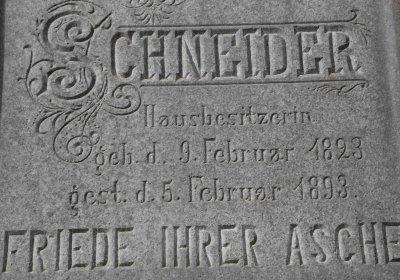 SCHNEIDER
Hausbesitzerin.
geb. d. 9. Februar 1823
gest. d. 5. Februar 1893.
FRIEDE IHRER ASCHE